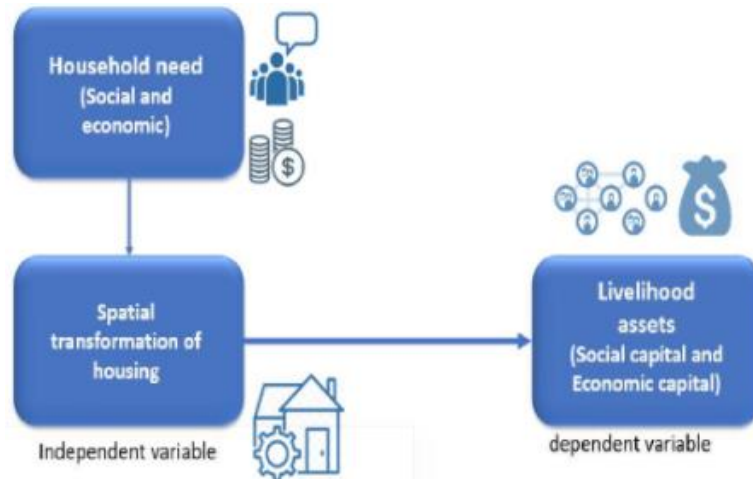 Household need
(Social and
economic)
$
$
Spatial
transformation of
housing
Livelihood
assets
(Social capital and
Economic capital)
Independent variable
dependent variable